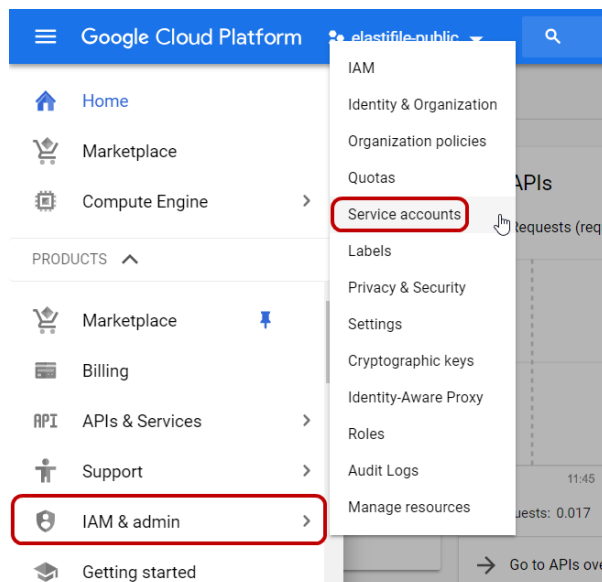 Google Cloud Platform
elastifile-public
Home
Marketplace
Compute Engine
PRODUCTS
Marketplace
Billing
API
APIs & Services
Support
IAM & admin
Getting started
IAM
Identity & Organization
Organization policies
Quotas
Service accounts
Labels
Privacy & Security
Settings
Cryptographic keys
Identity-Aware Proxy
Roles
Audit Logs
Manage resources
APIs
Requests (req
11:45
uests: 0.017
Go to APIs ove